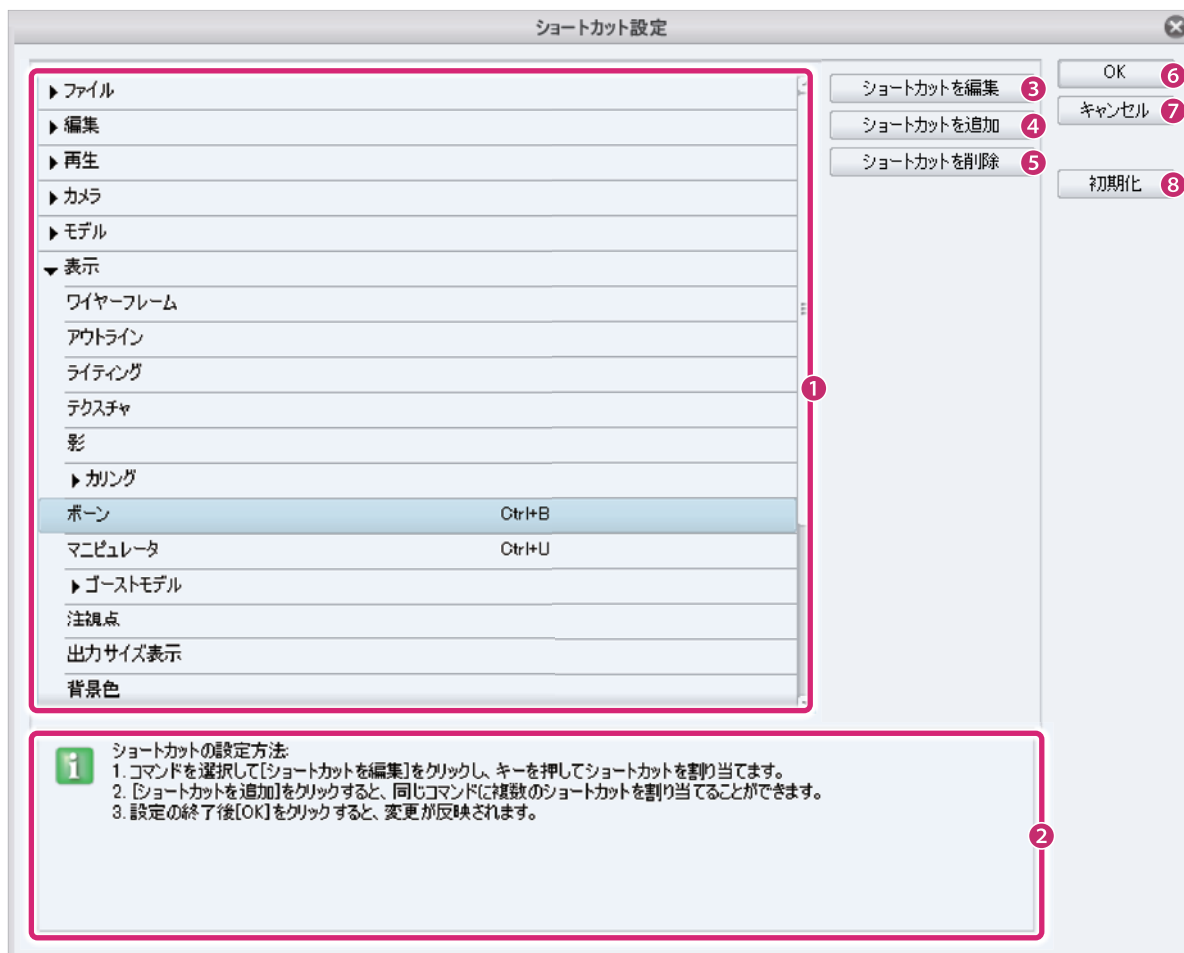 ショートカット設定
▶ファイル
▶編集
▶再生
▶カメラ
▶モデル
▼表示
ワイヤーフレーム
アウトライン
ライティング
テクスチャ
影
▶カリング
ボーン Ctrl+B
マニピュレータ Ctrl+U
▶ゴーストモデル
注視点
出力サイズ表示
背景色
❶
ショートカットを編集 ❸
ショートカットを追加 ❹
ショートカットを削除 ❺
OK ❻
キャンセル ❼
初期化 ❽
ショートカットの設定方法:
1. コマンドを選択して[ショートカットを編集]をクリックし、キーを押してショートカットを割り当てます。
2. [ショートカットを追加]をクリックすると、同じコマンドに複数のショートカットを割り当てることができます。
3. 設定の終了後[OK]をクリックすると、変更が反映されます。
❷